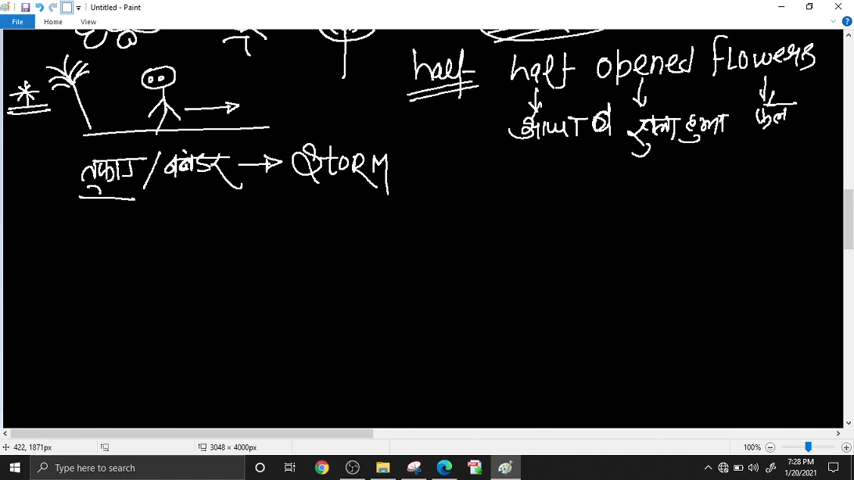 Untitled - Paint
File Home View
half half opened flowers
आधा खुला हुआ फूल
तूफान / बवंडर → STORM
422, 1871px 3048 × 4000px 100%
Type here to search
7:28 PM
1/20/2021